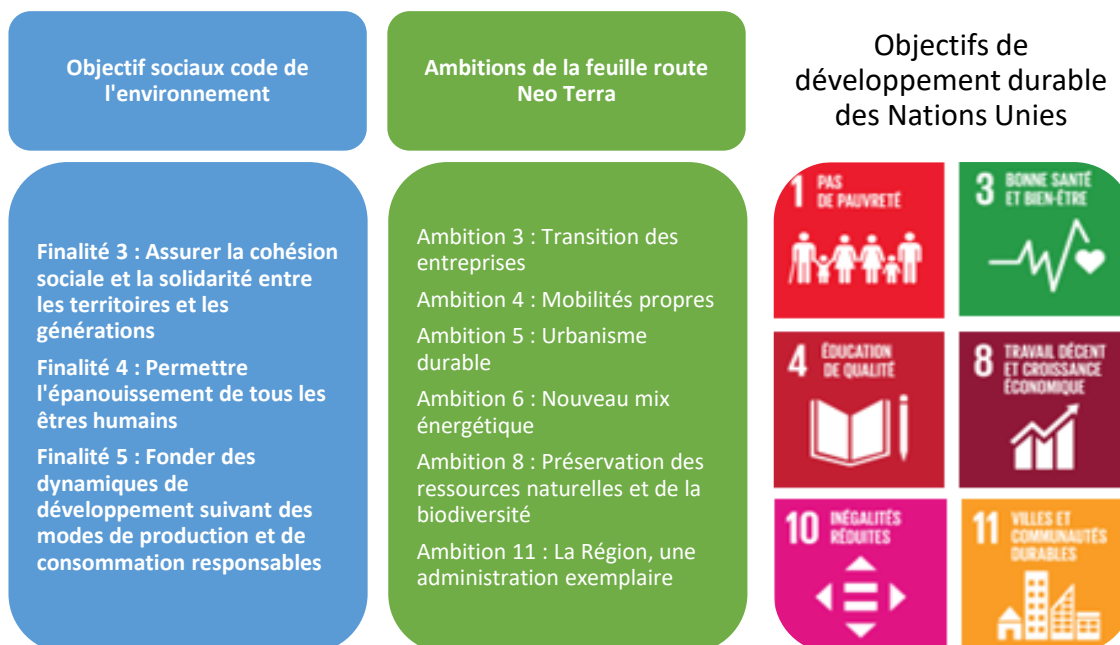 Objectif sociaux code de
l'environnement
Ambitions de la feuille route
Neo Terra
Objectifs de
développement durable
des Nations Unies
Finalité 3 : Assurer la cohésion
sociale et la solidarité entre
les territoires et les
générations
Finalité 4 : Permettre
l'épanouissement de tous les
êtres humains
Finalité 5 : Fonder des
dynamiques de
développement suivant des
modes de production et de
consommation responsables
Ambition 3 : Transition des
entreprises
Ambition 4 : Mobilités propres
Ambition 5 : Urbanisme
durable
Ambition 6 : Nouveau mix
énergétique
Ambition 8 : Préservation des
ressources naturelles et de la
biodiversité
Ambition 11 : La Région, une
administration exemplaire
1 PAS
DE PAUVRETÉ
3 BONNE SANTÉ
ET BIEN-ÊTRE
4 ÉDUCATION
DE QUALITÉ
8 TRAVAIL DÉCENT
ET CROISSANCE
ÉCONOMIQUE
10 INÉGALITÉS
RÉDUITES
11 VILLES ET
COMMUNAUTÉS
DURABLES